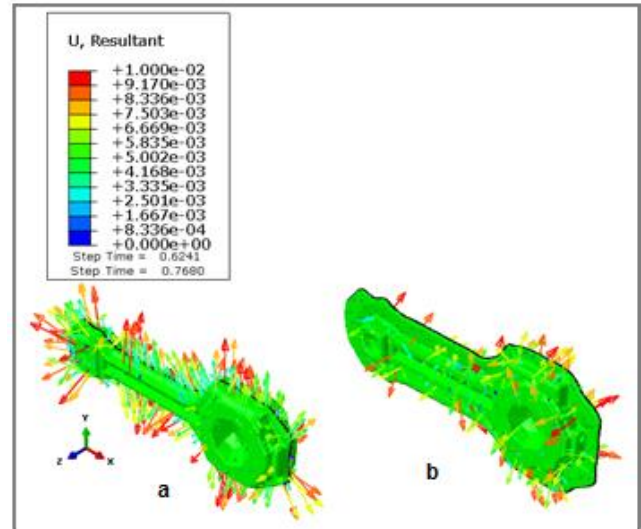 U, Resultant
+1.000e-02
+9.170e-03
+8.336e-03
+7.503e-03
+6.669e-03
+5.835e-03
+5.002e-03
+4.168e-03
+3.335e-03
+2.501e-03
+1.667e-03
+8.336e-04
+0.000e+00
Step Time = 0.6241
Step Time = 0.7680
Y
Z X
a b